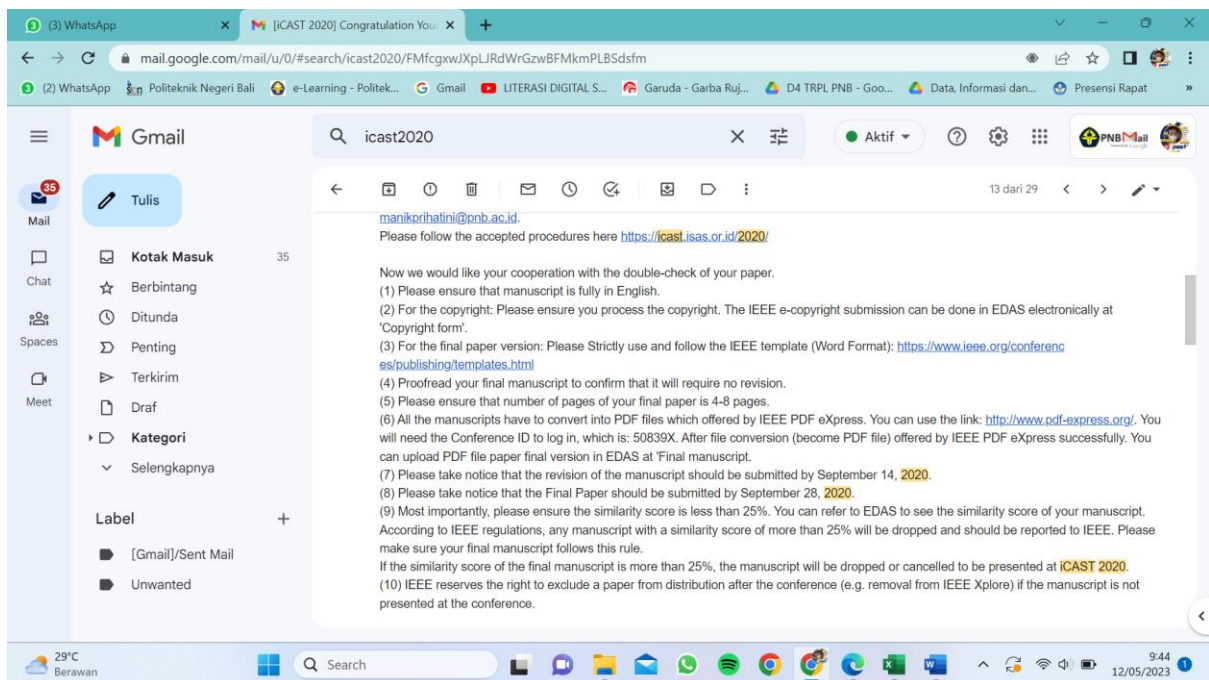 (3) WhatsApp
[iCAST 2020] Congratulation You
mail.google.com/mail/u/0/#search/icast2020/FMfcgxwJXpLJRdWrGzwBFMkmPLBSdsfm
(2) WhatsApp Politeknik Negeri Bali e-Learning - Politek... Gmail LITERASI DIGITAL S... Garuda - Garba Ruj... D4 TRPL PNB - Goo... Data, Informasi dan... Presensi Rapat »
Gmail
icast2020
Aktif
PNBMail
35
Mail
Chat
Spaces
Meet
Tulis
Kotak Masuk 35
Berbintang
Ditunda
Penting
Terkirim
Draf
Kategori
Selengkapnya
Label +
[Gmail]/Sent Mail
Unwanted
13 dari 29
manikprihatini@pnb.ac.id.
Please follow the accepted procedures here https://icast.isas.or.id/2020/
Now we would like your cooperation with the double-check of your paper.
(1) Please ensure that manuscript is fully in English.
(2) For the copyright: Please ensure you process the copyright. The IEEE e-copyright submission can be done in EDAS electronically at
'Copyright form'.
(3) For the final paper version: Please Strictly use and follow the IEEE template (Word Format): https://www.ieee.org/conferenc
es/publishing/templates.html
(4) Proofread your final manuscript to confirm that it will require no revision.
(5) Please ensure that number of pages of your final paper is 4-8 pages.
(6) All the manuscripts have to convert into PDF files which offered by IEEE PDF eXpress. You can use the link: http://www.pdf-express.org/. You
will need the Conference ID to log in, which is: 50839X. After file conversion (become PDF file) offered by IEEE PDF eXpress successfully. You
can upload PDF file paper final version in EDAS at 'Final manuscript.
(7) Please take notice that the revision of the manuscript should be submitted by September 14, 2020.
(8) Please take notice that the Final Paper should be submitted by September 28, 2020.
(9) Most importantly, please ensure the similarity score is less than 25%. You can refer to EDAS to see the similarity score of your manuscript.
According to IEEE regulations, any manuscript with a similarity score of more than 25% will be dropped and should be reported to IEEE. Please
make sure your final manuscript follows this rule.
If the similarity score of the final manuscript is more than 25%, the manuscript will be dropped or cancelled to be presented at iCAST 2020.
(10) IEEE reserves the right to exclude a paper from distribution after the conference (e.g. removal from IEEE Xplore) if the manuscript is not
presented at the conference.
29°C
Berawan
Search
9:44
12/05/2023
1